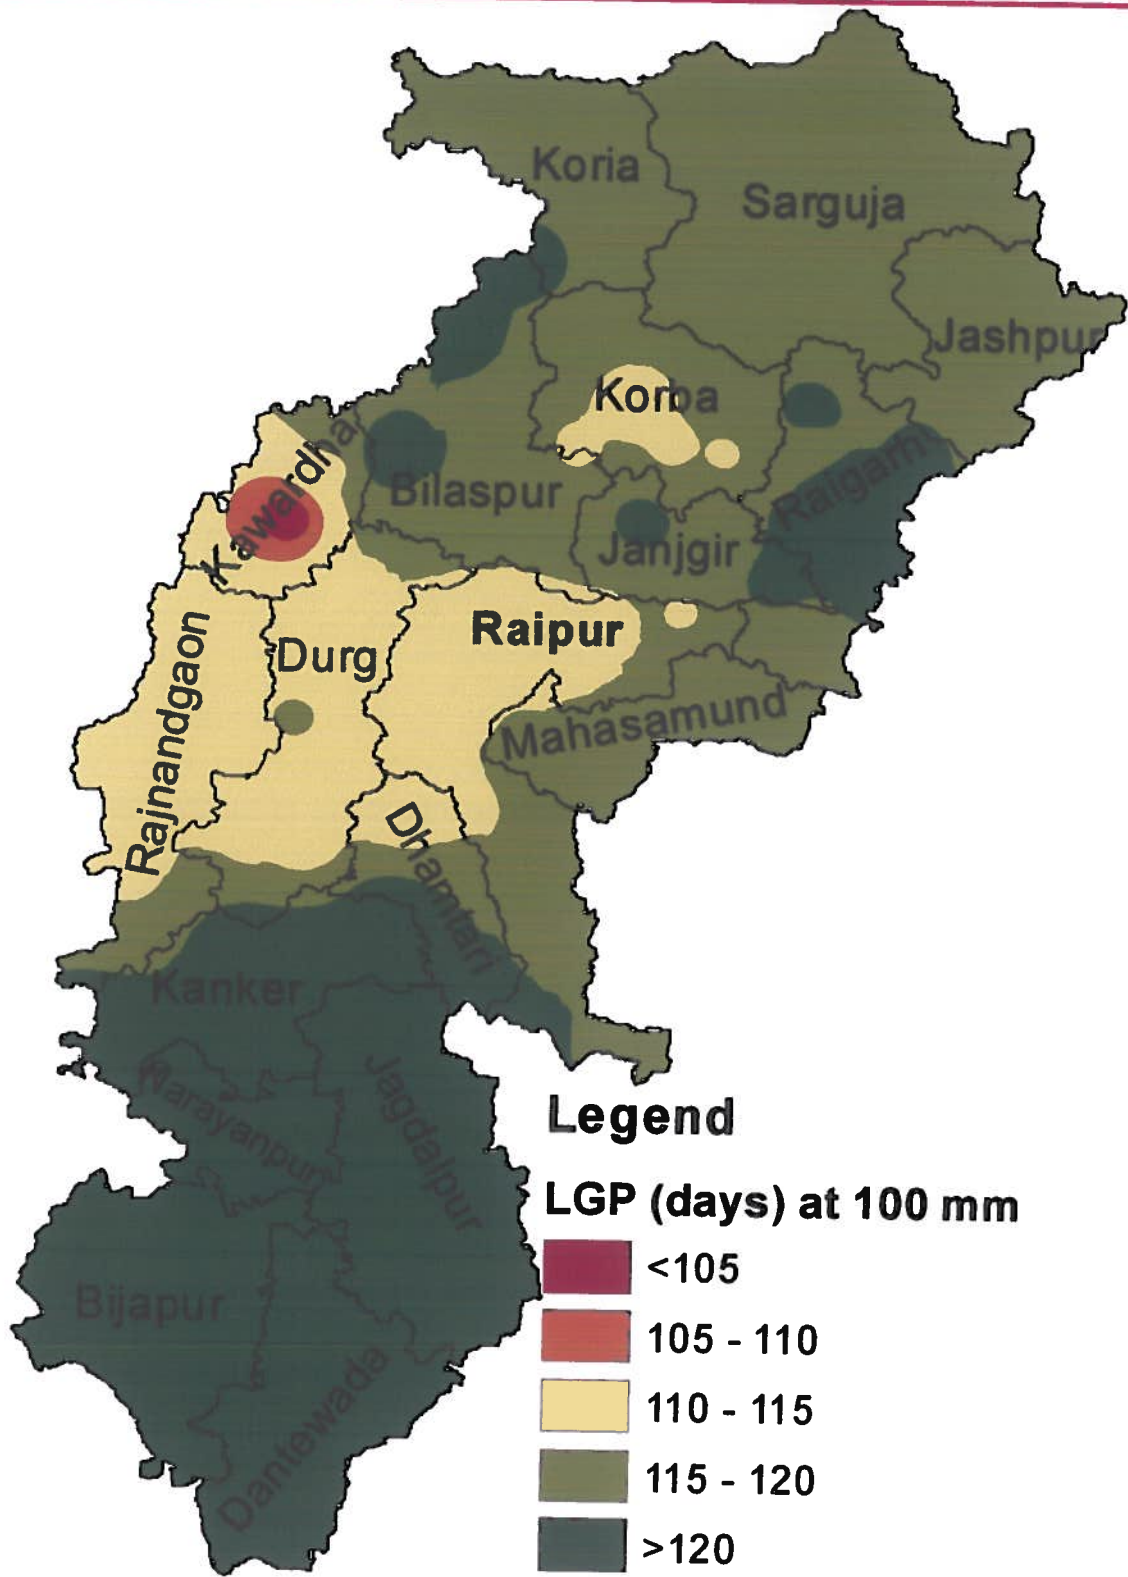 Koria
Sarguja
Jashpur
Korba
Kawardha
Bilaspur
Raigarh
Janjgir
Raipur
Durg
Rajnandgaon
Mahasamund
Dhamtari
Kanker
Narayanpur
Jagdalpur
Bijapur
Dantewada
Legend
LGP (days) at 100 mm
<105
105 - 110
110 - 115
115 - 120
>120